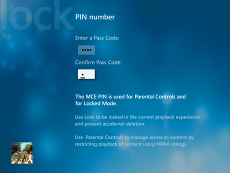 lock
PIN number
Enter a Pass Code:
••••
Confirm Pass Code:
•
The MCE PIN is used for Parental Controls and
for Locked Mode.
Use Lock to be locked in the current playback experience
and prevent accidental deletion.
Use Parental Controls to manage access to content by
restricting playback of content using MPAA ratings.